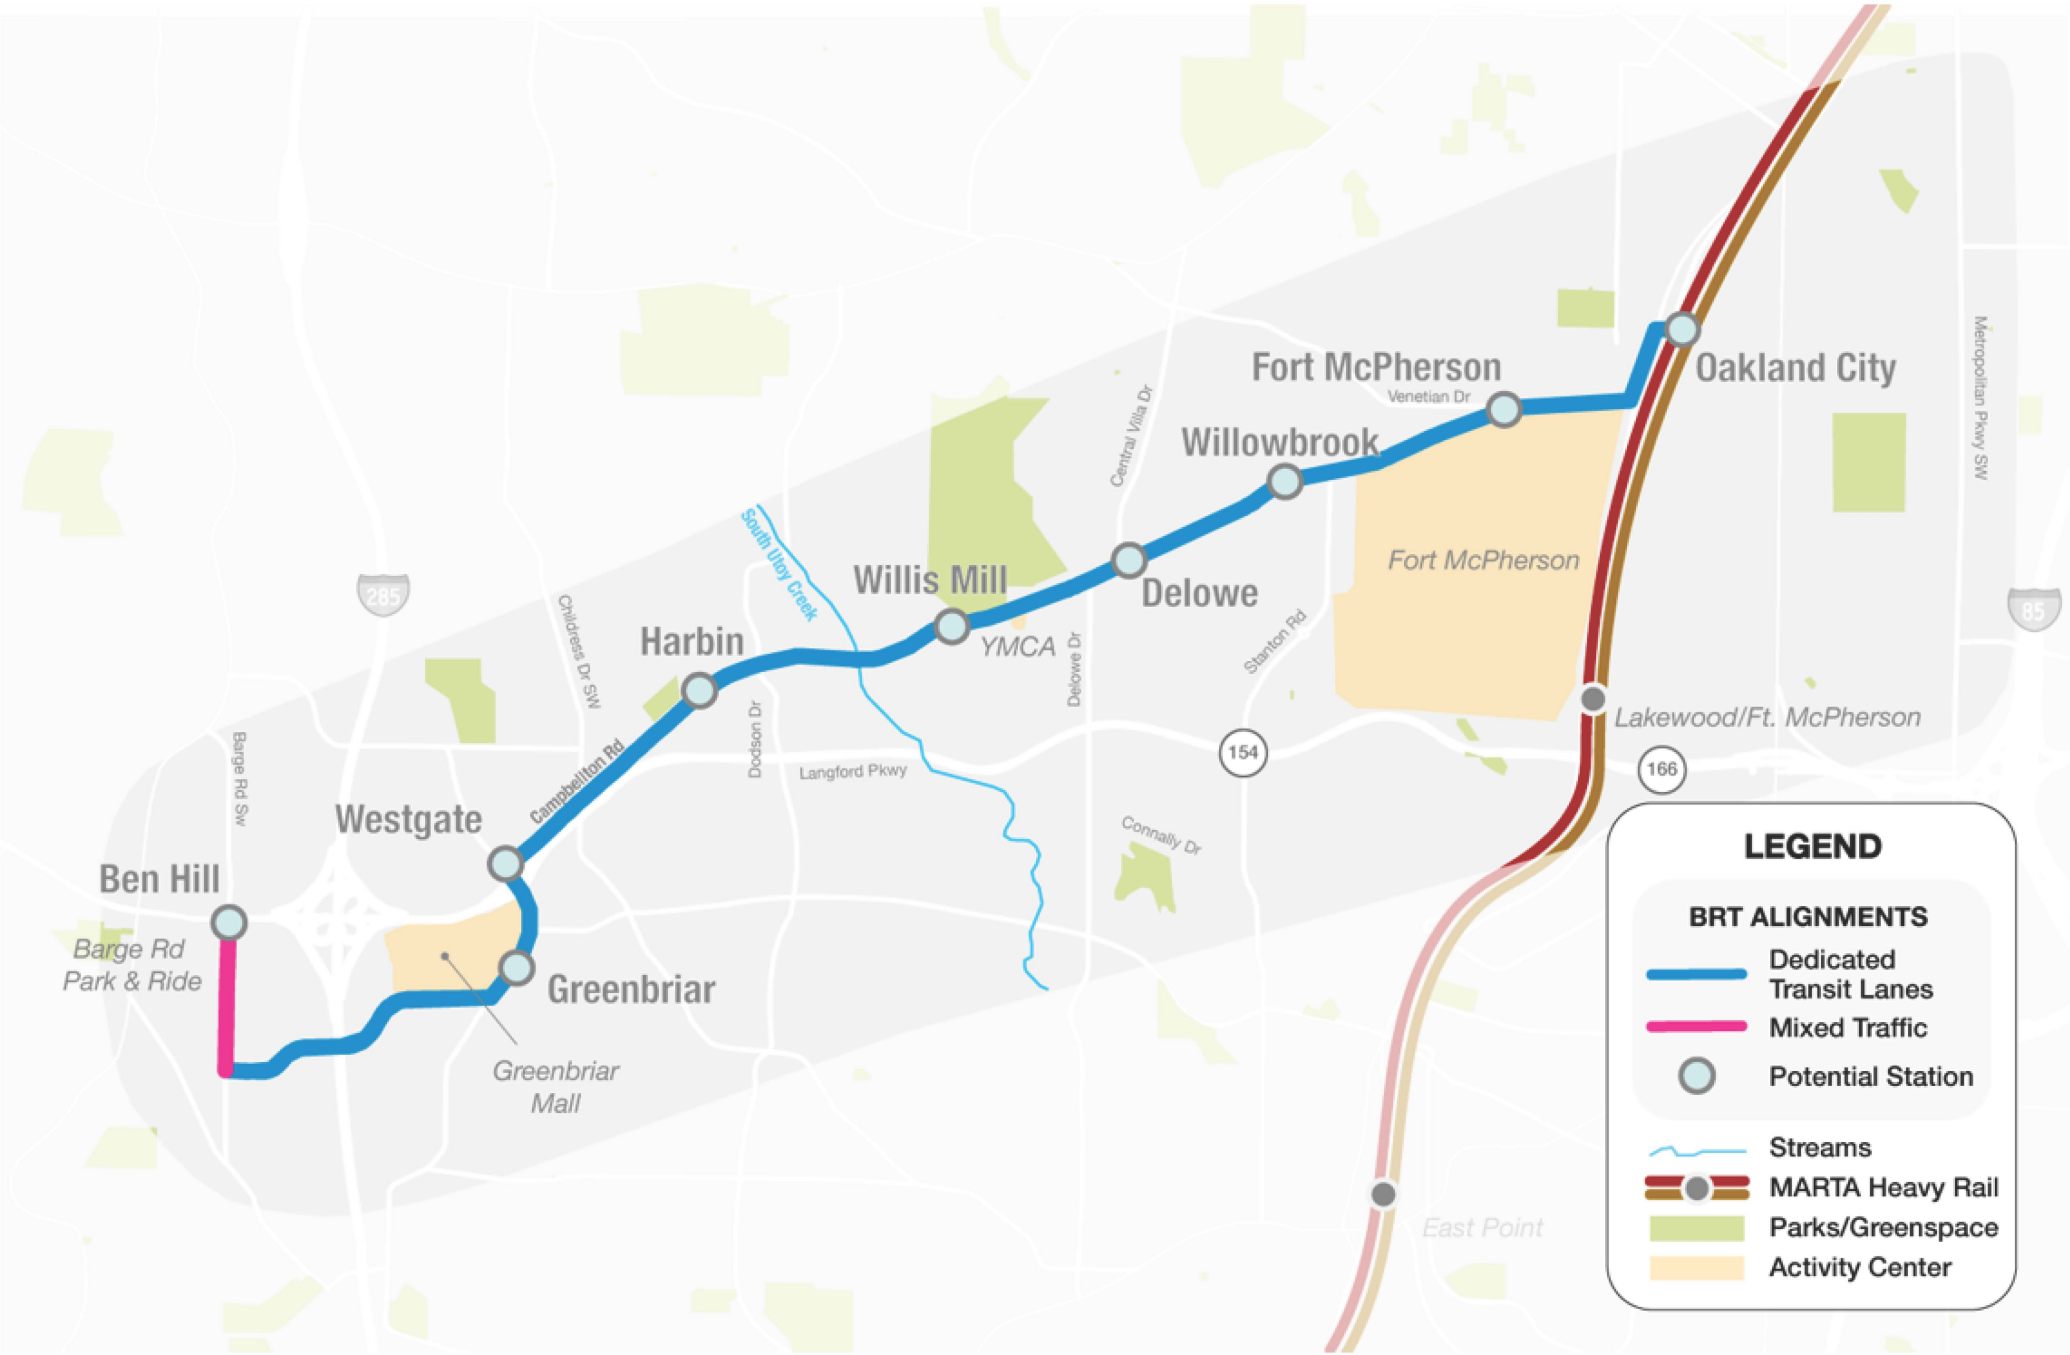 Fort McPherson
Venetian Dr
Oakland City
Metropolitan Pkwy SW
Central Villa Dr
Willowbrook
South Utoy Creek
Willis Mill
Delowe
Fort McPherson
285
85
Childress Dr SW
Harbin
YMCA
Delowe Dr
Stanton Rd
Lakewood/Ft. McPherson
Barge Rd Sw
Campbellton Rd
Dodson Dr
Langford Pkwy
154
166
Westgate
Connally Dr
Ben Hill
Barge Rd
Park & Ride
Greenbriar
Greenbriar
Mall
East Point
LEGEND
BRT ALIGNMENTS
Dedicated
Transit Lanes
Mixed Traffic
Potential Station
Streams
MARTA Heavy Rail
Parks/Greenspace
Activity Center